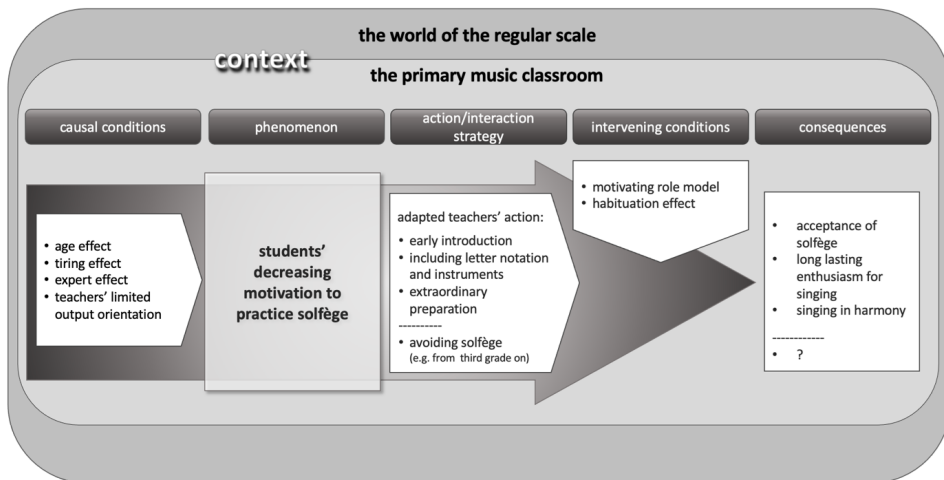 the world of the regular scale
context
the primary music classroom
causal conditions
phenomenon
action/interaction
strategy
intervening conditions
consequences
• age effect
• tiring effect
• expert effect
• teachers' limited
output orientation
students'
decreasing
motivation to
practice solfège
adapted teachers' action:
• early introduction
• including letter notation
and instruments
• extraordinary
preparation
----------
• avoiding solfège
(e.g. from third grade on)
• motivating role model
• habituation effect
• acceptance of
solfège
• long lasting
enthusiasm for
singing
• singing in harmony
------------
• ?